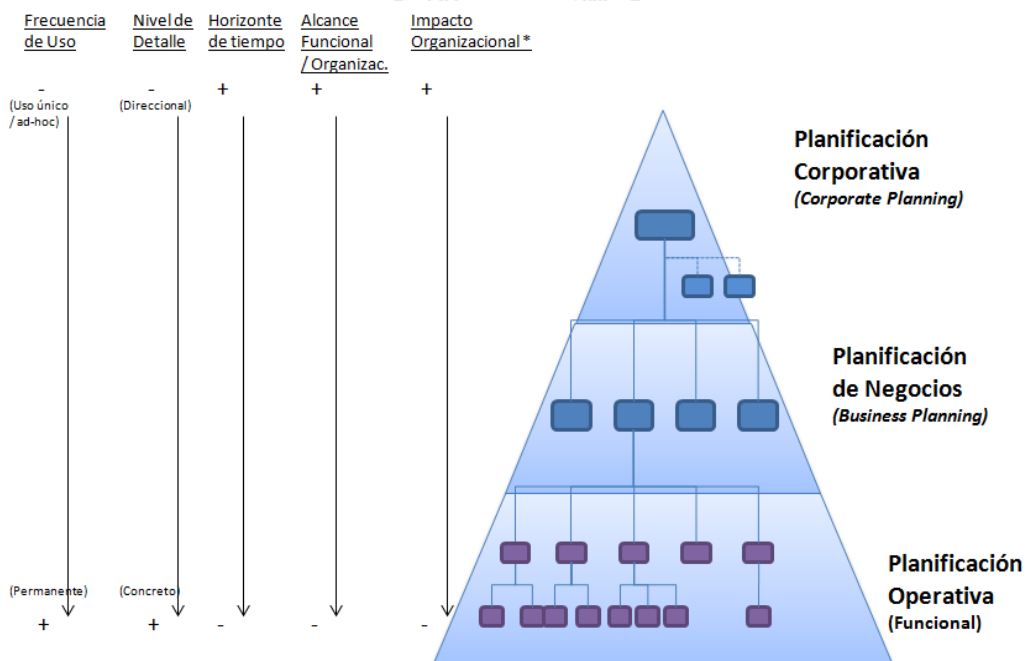 Frecuencia
de Uso
Nivel de
Detalle
Horizonte
de tiempo
Alcance
Funcional
/ Organizac.
Impacto
Organizacional *
- - + + +
(Uso único
/ ad-hoc)
(Direccional)
Planificación
Corporativa
(Corporate Planning)
Planificación
de Negocios
(Business Planning)
Planificación
Operativa
(Funcional)
(Permanente)
(Concreto)
+ + - - -